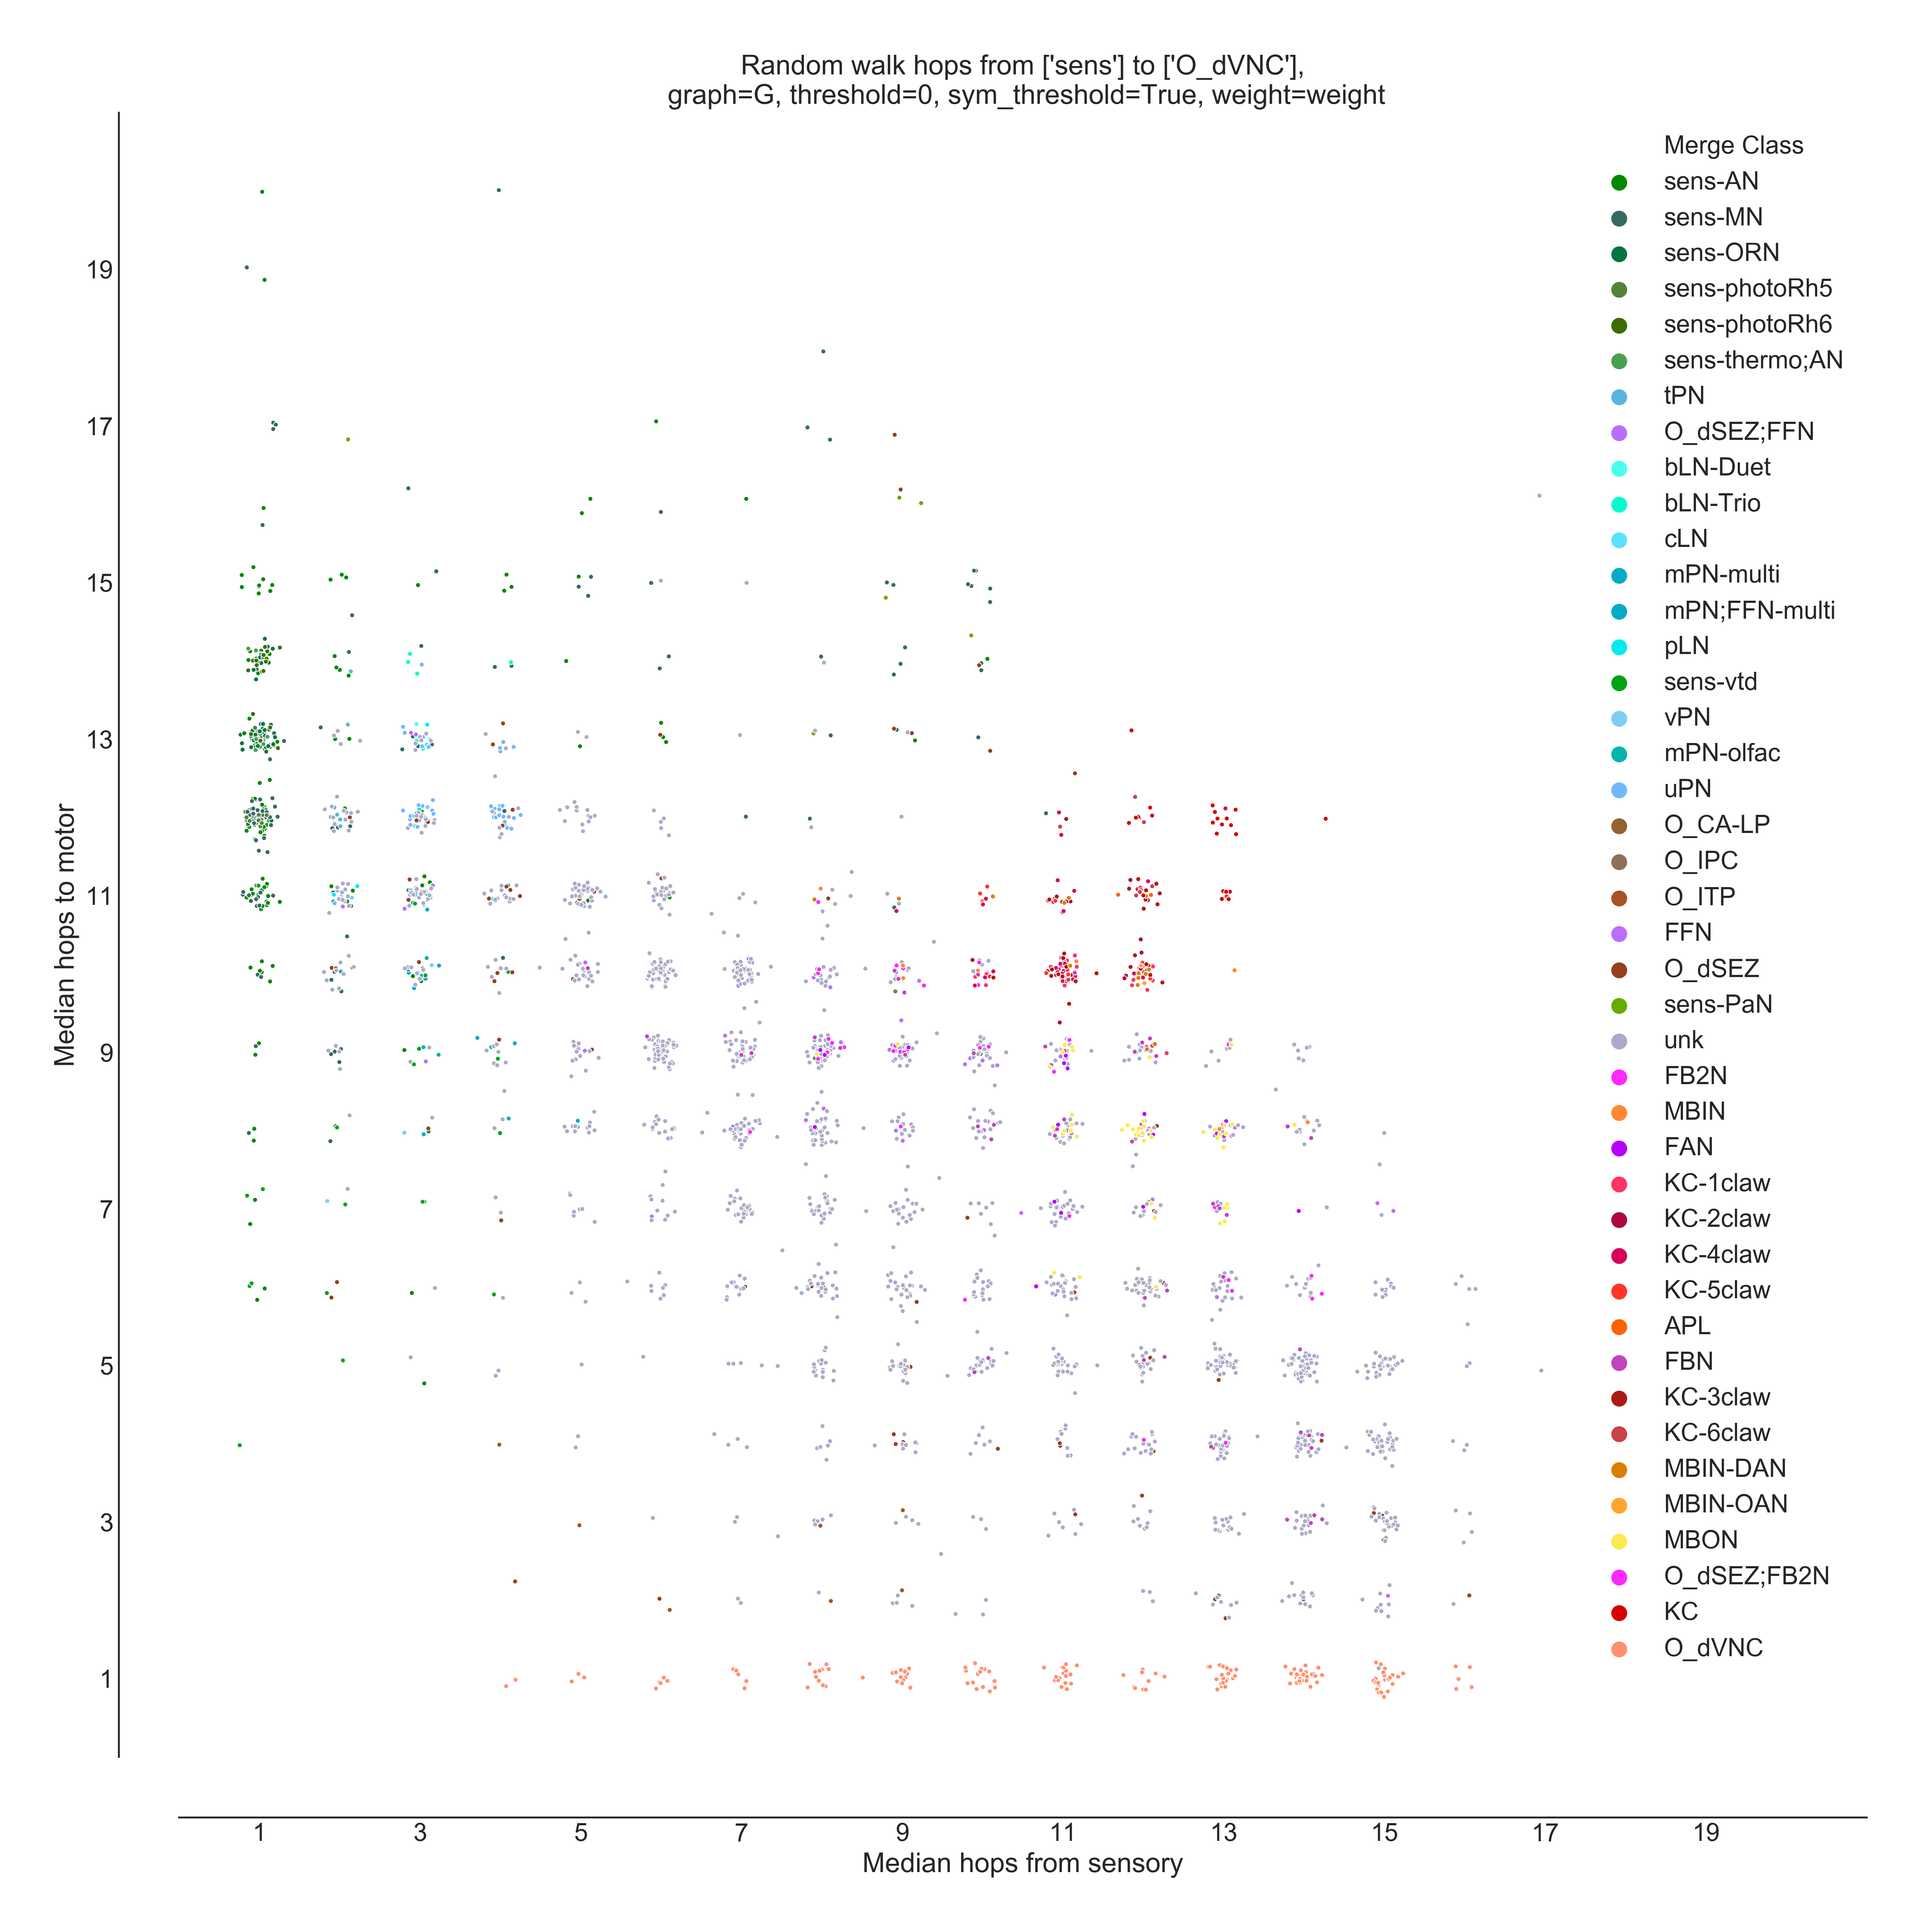 Random walk hops from ['sens'] to ['O_dVNC'],
graph=G, threshold=0, sym_threshold=True, weight=weight
Merge Class
sens-AN
sens-MN
sens-ORN
sens-photoRh5
sens-photoRh6
sens-thermo;AN
tPN
O_dSEZ;FFN
bLN-Duet
bLN-Trio
cLN
mPN-multi
mPN;FFN-multi
pLN
sens-vtd
vPN
mPN-olfac
uPN
O_CA-LP
O_IPC
O_ITP
FFN
O_dSEZ
sens-PaN
unk
FB2N
MBIN
FAN
KC-1claw
KC-2claw
KC-4claw
KC-5claw
APL
FBN
KC-3claw
KC-6claw
MBIN-DAN
MBIN-OAN
MBON
O_dSEZ;FB2N
KC
O_dVNC
Median hops to motor
19
17
15
13
11
9
7
5
3
1
1 3 5 7 9 11 13 15 17 19
Median hops from sensory